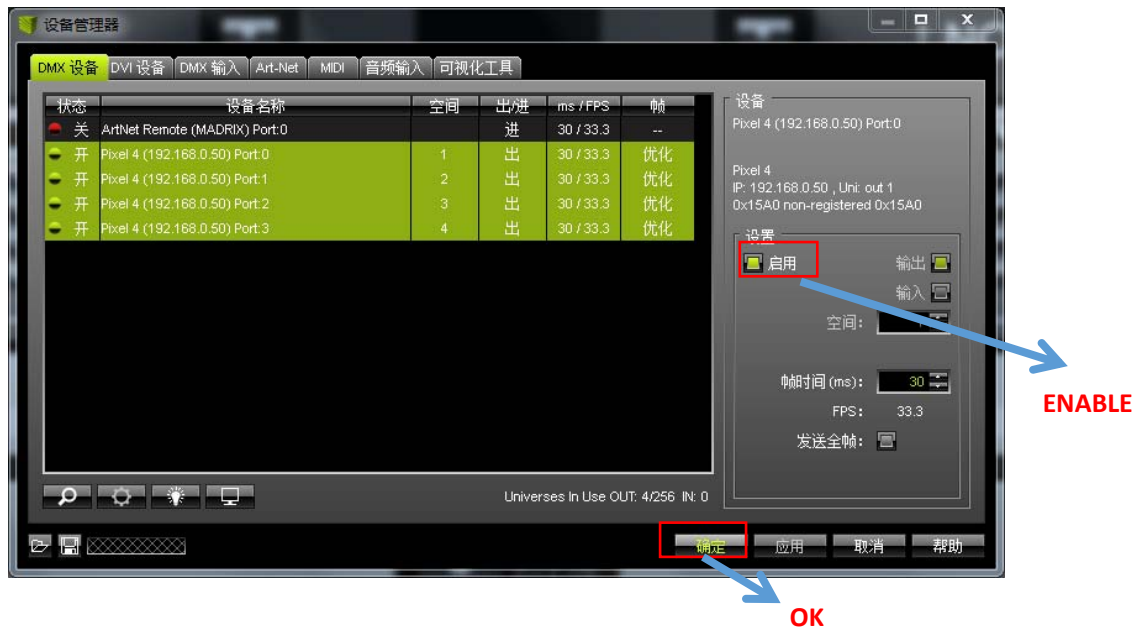 设备管理器
DMX 设备 DVI 设备 DMX 输入 Art-Net MIDI 音频输入 可视化工具
状态 设备名称 空间 出/进 ms / FPS 帧
关 ArtNet Remote (MADRIX) Port:0 进 30 / 33.3 --
开 Pixel 4 (192.168.0.50) Port:0 1 出 30 / 33.3 优化
开 Pixel 4 (192.168.0.50) Port:1 2 出 30 / 33.3 优化
开 Pixel 4 (192.168.0.50) Port:2 3 出 30 / 33.3 优化
开 Pixel 4 (192.168.0.50) Port:3 4 出 30 / 33.3 优化
Universes In Use OUT: 4/256 IN: 0
设备
Pixel 4 (192.168.0.50) Port:0
Pixel 4
IP: 192.168.0.50 , Uni: out 1
0x15A0 non-registered 0x15A0
设置
启用 输出
输入
空间:
帧时间 (ms): 30
FPS: 33.3
发送全帧:
ENABLE
确定 应用 取消 帮助
OK